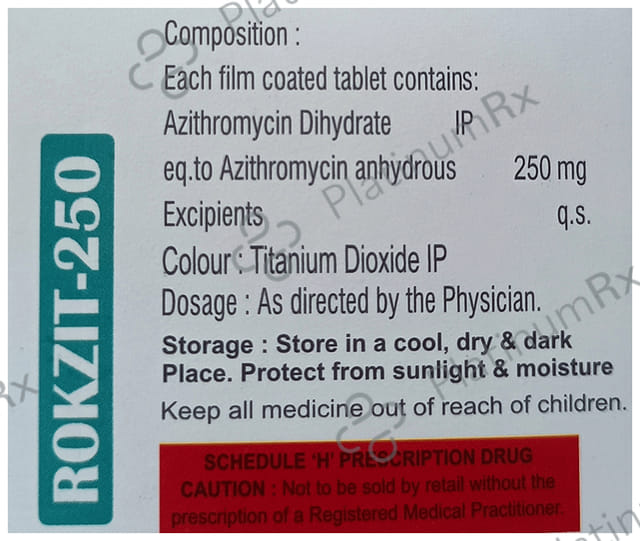 ROKZIT-250
Composition :
Each film coated tablet contains:
Azithromycin Dihydrate IP
eq.to Azithromycin anhydrous 250 mg
Excipients q.s.
Colour : Titanium Dioxide IP
Dosage : As directed by the Physician.
Storage : Store in a cool, dry & dark
Place. Protect from sunlight & moisture
Keep all medicine out of reach of children.
SCHEDULE 'H' PRESCRIPTION DRUG
CAUTION : Not to be sold by retail without the
prescription of a Registered Medical Practitioner.
PlatinumRx
PlatinumRx
Rx